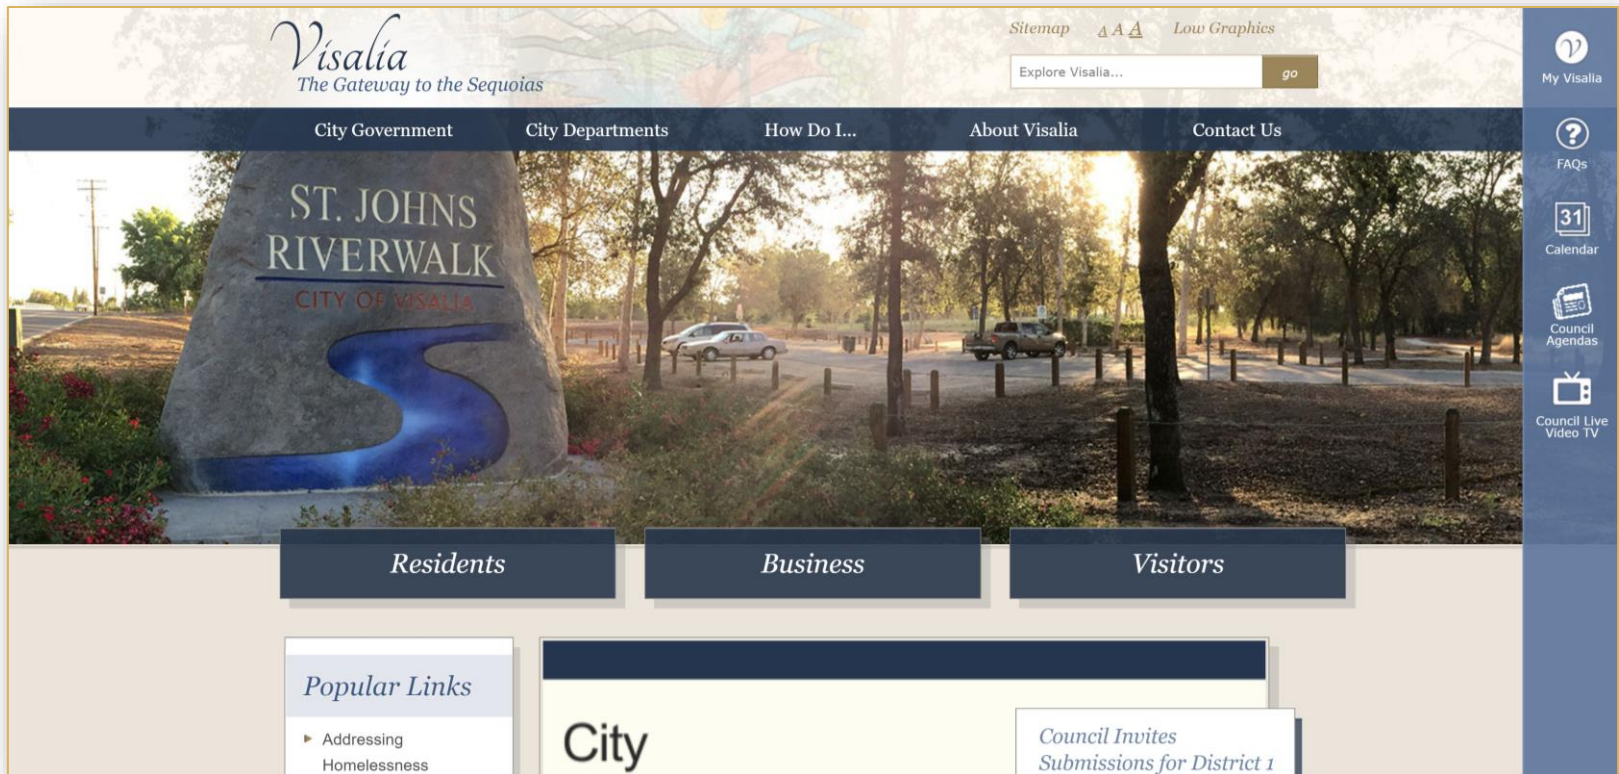 Visalia
The Gateway to the Sequoias
Sitemap A A A Low Graphics
Explore Visalia... go
City Government City Departments How Do I... About Visalia Contact Us
ST. JOHNS
RIVERWALK
CITY OF VISALIA
My Visalia
FAQs
31
Calendar
Council
Agendas
Council Live
Video TV
Residents Business Visitors
Popular Links
Addressing
Homelessness
City
Council Invites
Submissions for District 1